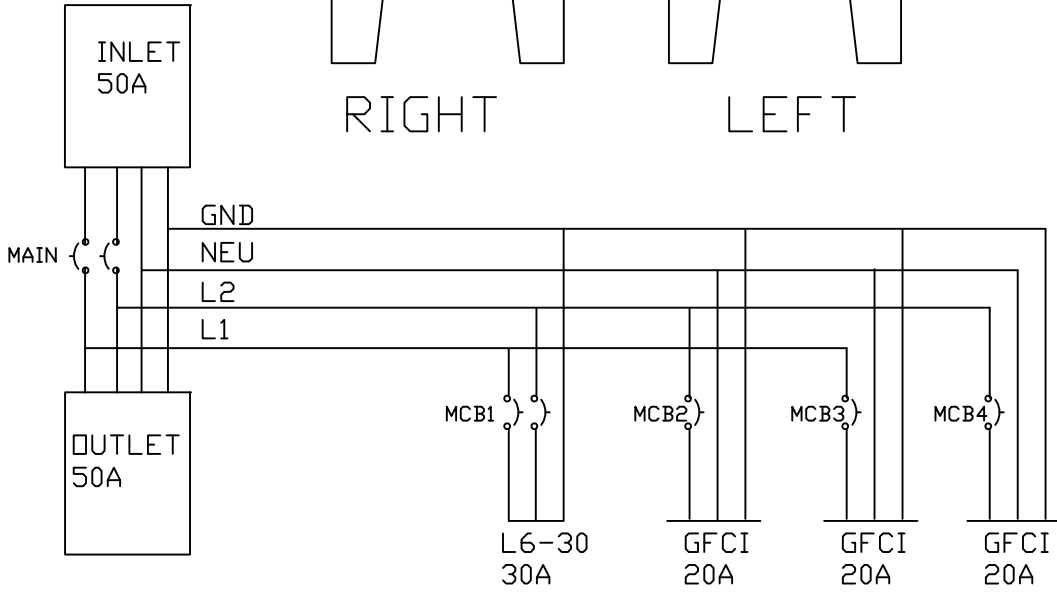 INLET
50A
RIGHT
LEFT
GND
MAIN
NEU
L2
L1
MCB1
MCB2
MCB3
MCB4
OUTLET
50A
L6-30
30A
GFCI
20A
GFCI
20A
GFCI
20A